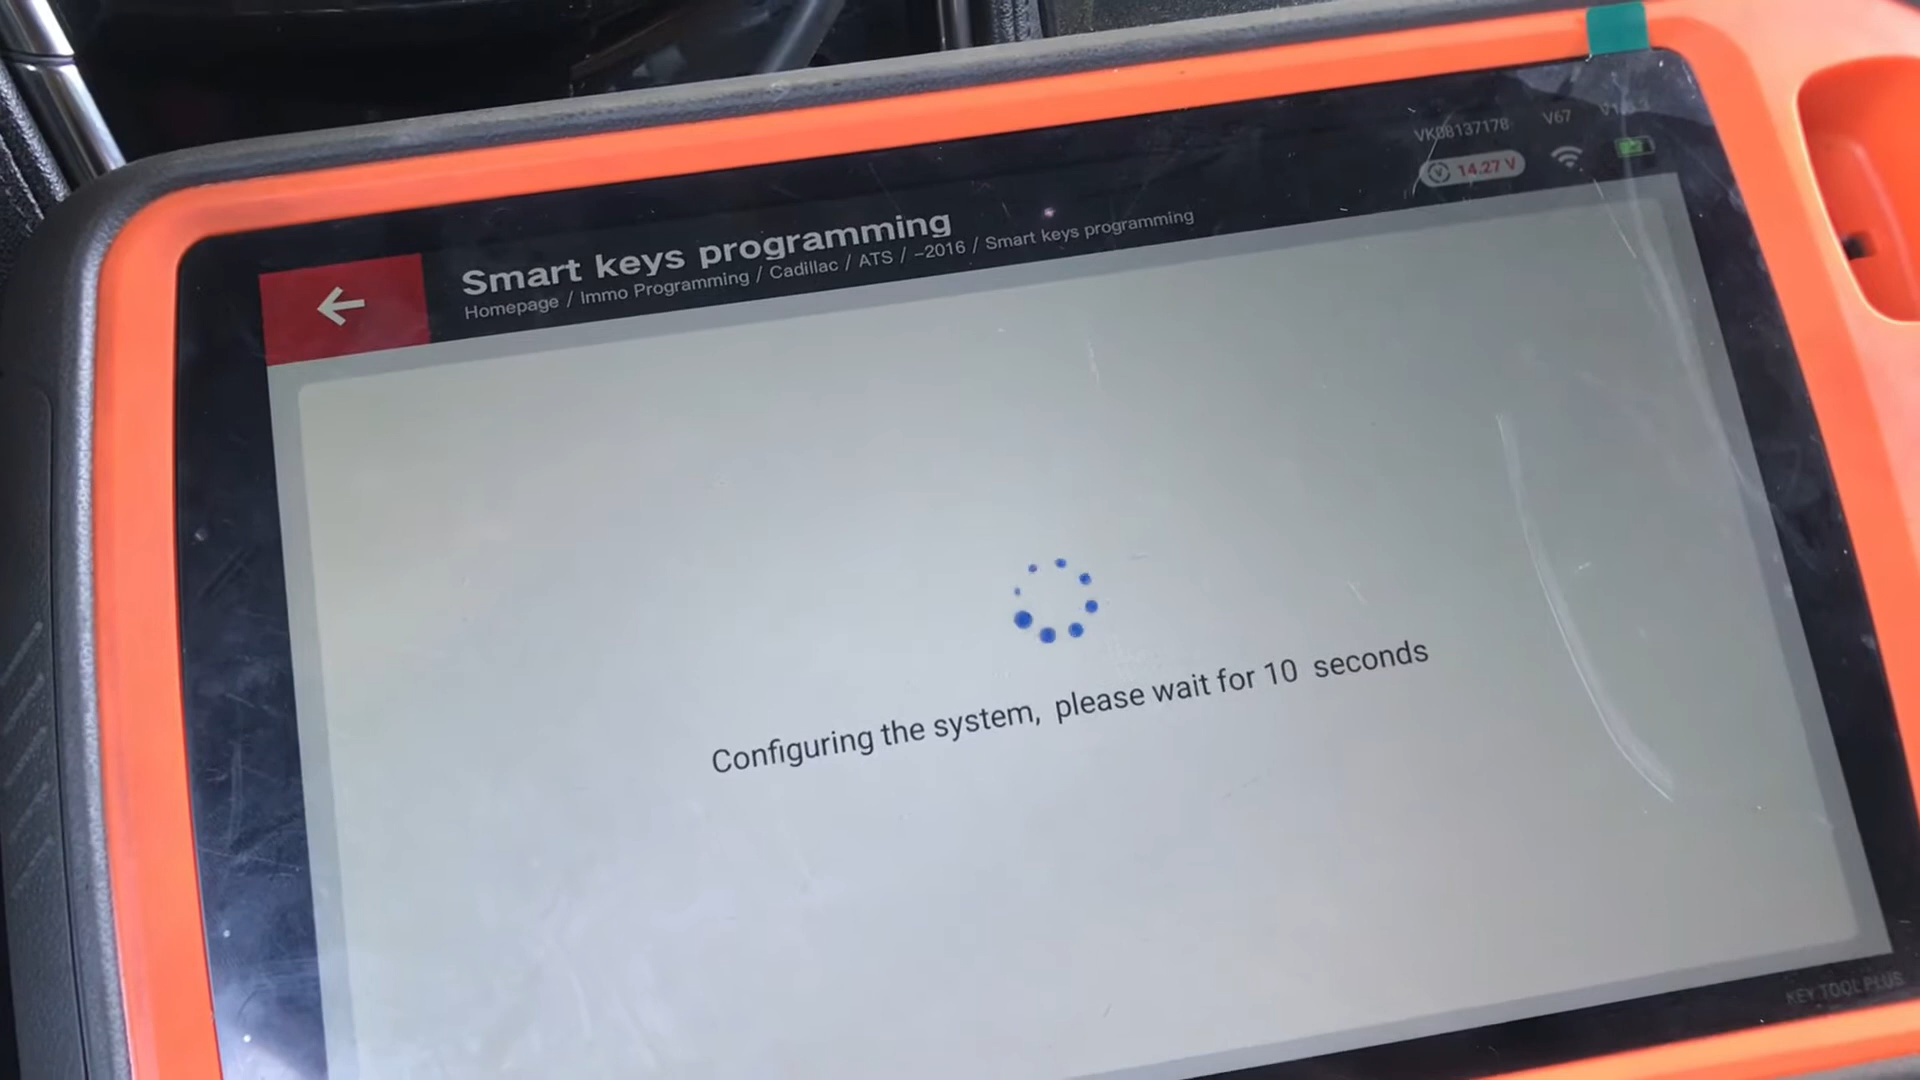 VK08137178 V67
14.27 V
Smart keys programming
Homepage / Immo Programming / Cadillac / ATS / -2016 / Smart keys programming
Configuring the system, please wait for 10 seconds
KEY TOOL PLUS